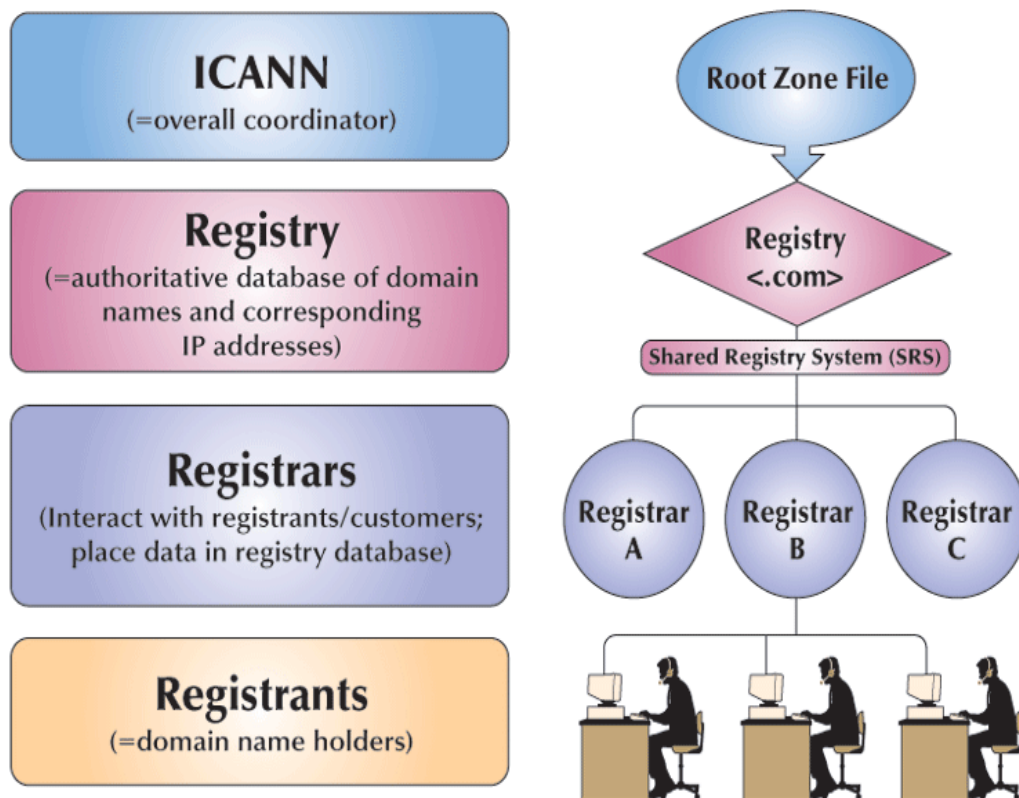 ICANN
(=overall coordinator)
Root Zone File
Registry
(=authoritative database of domain
names and corresponding
IP addresses)
Registry
<.com>
Shared Registry System (SRS)
Registrars
(Interact with registrants/customers;
place data in registry database)
Registrar
A
Registrar
B
Registrar
C
Registrants
(=domain name holders)